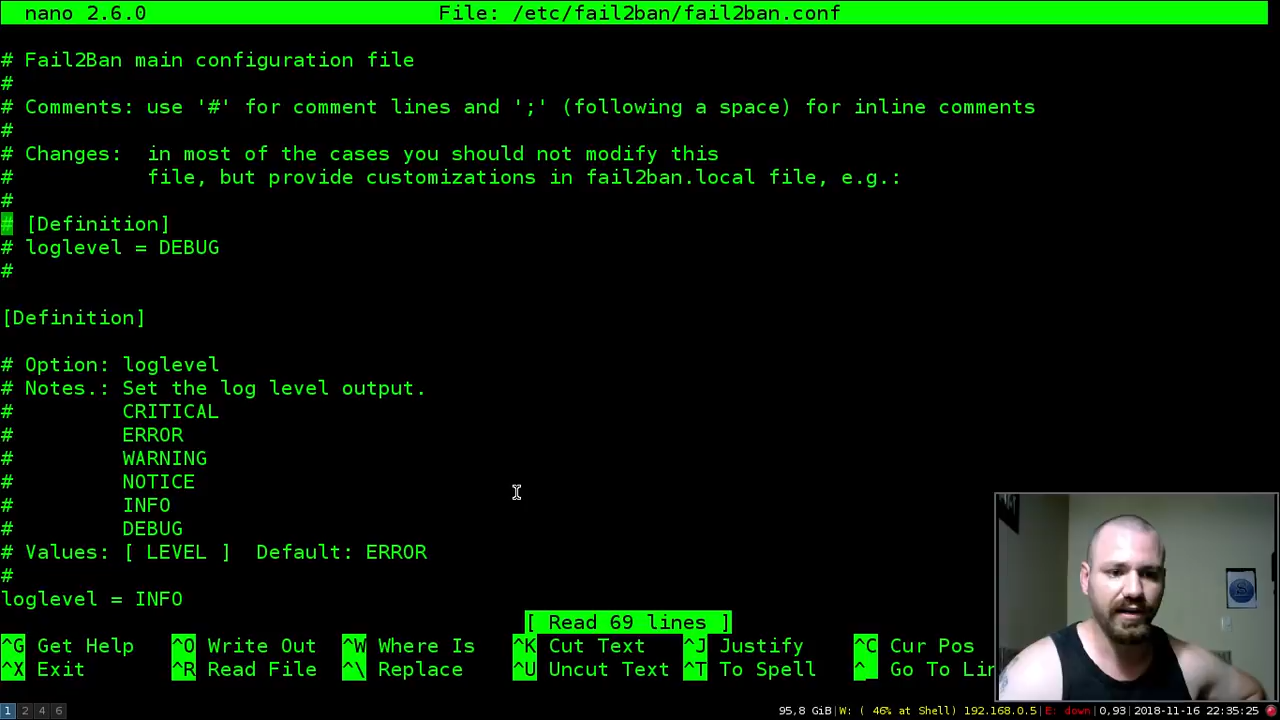 nano 2.6.0 File: /etc/fail2ban/fail2ban.conf
# Fail2Ban main configuration file
#
# Comments: use '#' for comment lines and ';' (following a space) for inline comments
#
# Changes:  in most of the cases you should not modify this
#           file, but provide customizations in fail2ban.local file, e.g.:
#
# [Definition]
# loglevel = DEBUG
#
[Definition]
# Option: loglevel
# Notes.: Set the log level output.
#         CRITICAL
#         ERROR
#         WARNING
#         NOTICE
#         INFO
#         DEBUG
# Values: [ LEVEL ]  Default: ERROR
#
loglevel = INFO
[ Read 69 lines ]
^G Get Help ^O Write Out ^W Where Is ^K Cut Text ^J Justify ^C Cur Pos
^X Exit ^R Read File ^\ Replace ^U Uncut Text ^T To Spell ^_ Go To Lin
1 2 4 6 95,8 GiB|W: ( 46% at Shell) 192.168.0.5|E: down|0,93|2018-11-16 22:35:25